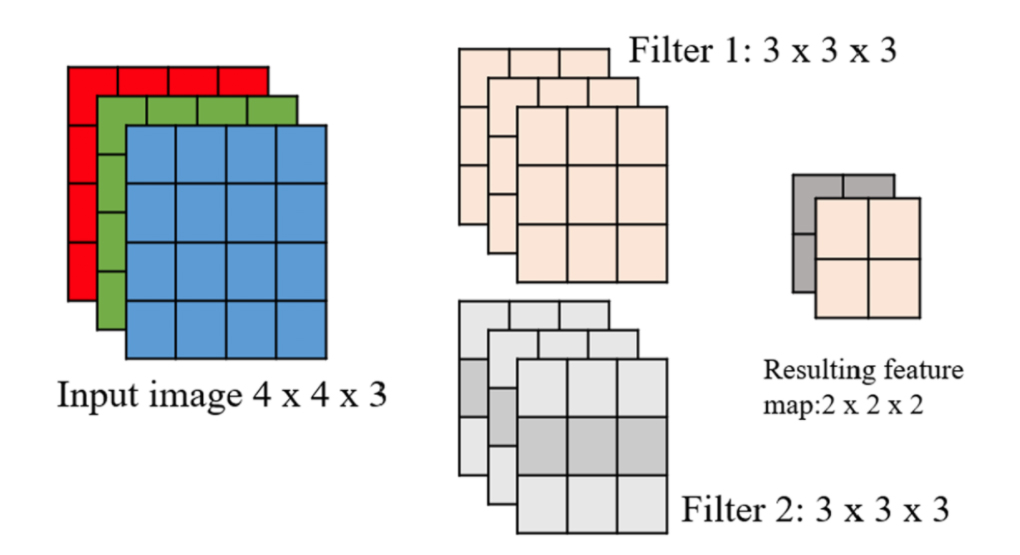 Filter 1: 3 x 3 x 3
Input image 4 x 4 x 3
Resulting feature
map:2 x 2 x 2
Filter 2: 3 x 3 x 3